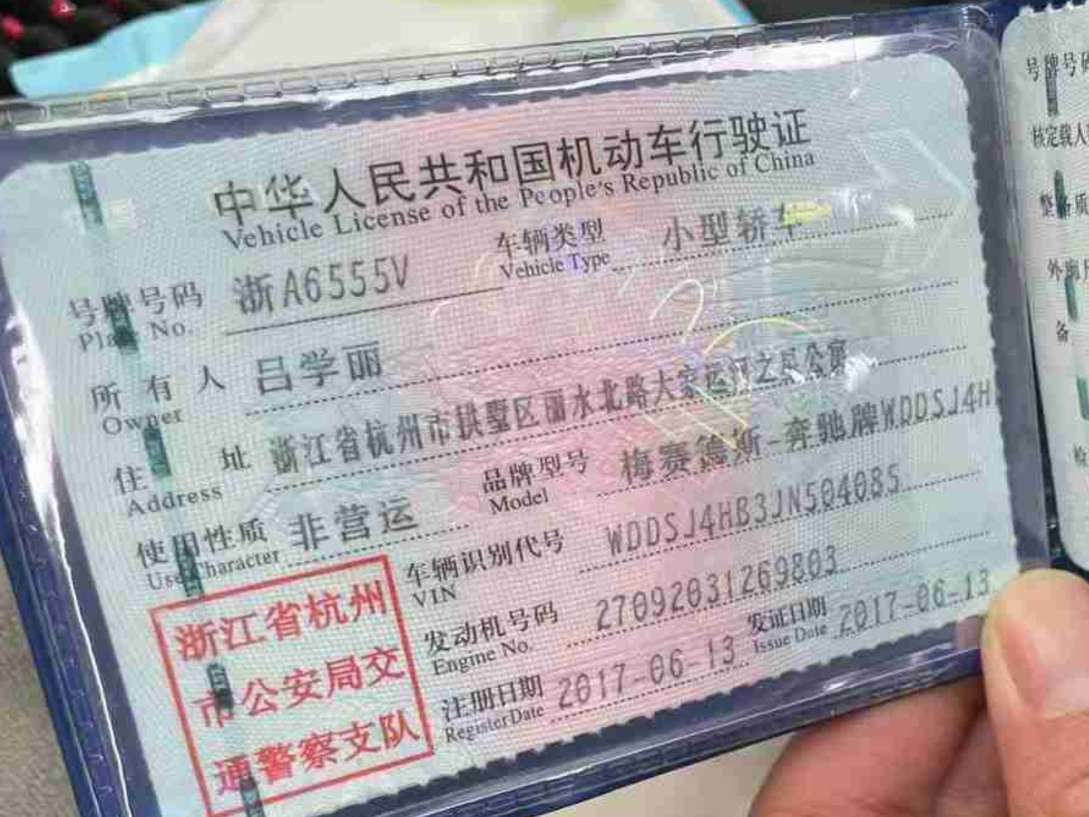 中华人民共和国机动车行驶证
Vehicle License of the People's Republic of China
号牌号码 浙A6555V 车辆类型 小型轿车
Plate No. Vehicle Type
所有人 吕学丽
Owner
住址 浙江省杭州市拱墅区丽水北路大家运河之星公寓
Address
使用性质 非营运 品牌型号 梅赛德斯-奔驰牌WDDSJ4H
Use Character Model
车辆识别代号 WDDSJ4HB3JN504085
VIN
发动机号码 27092031269803
Engine No.
注册日期 2017-06-13 发证日期 2017-06-13
Register Date Issue Date
浙江省杭州
市公安局交
通警察支队
号牌号码
核定载人
整备质
备